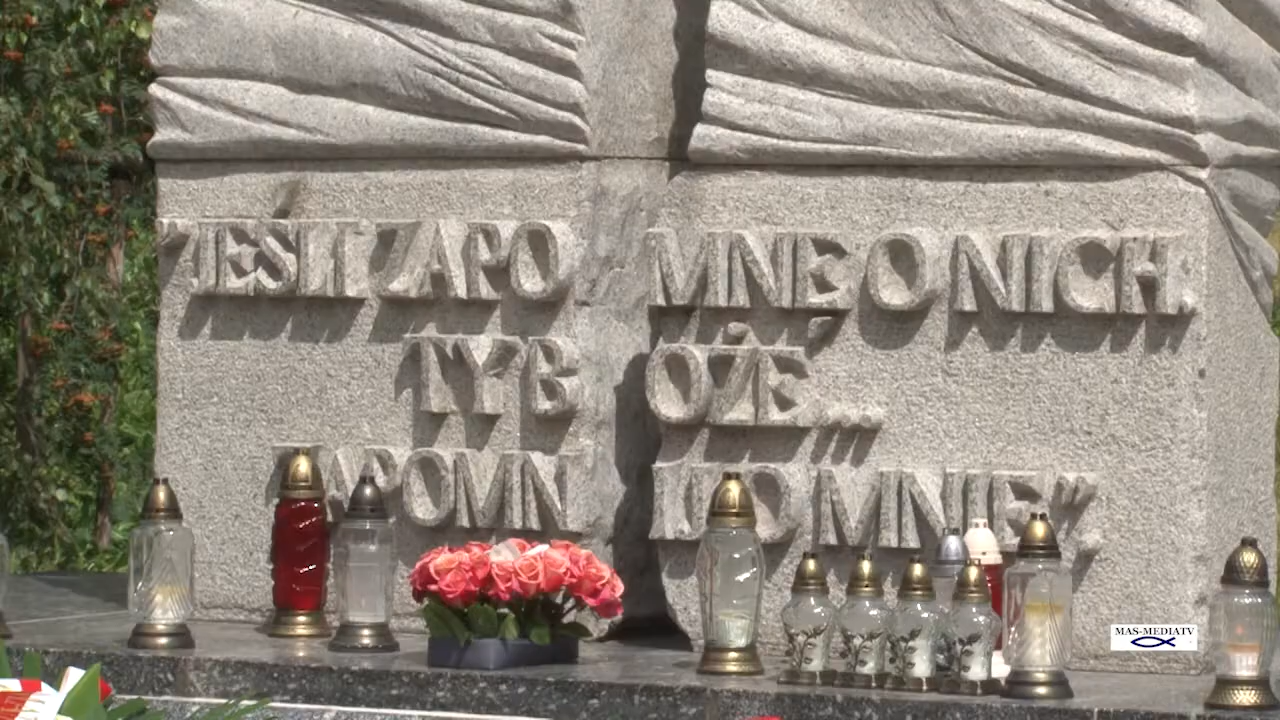 "JEŚLI ZAPOMNĘ O NICH.
TY BOŻE...
ZAPOMNIJ O MNIE"
MAS-MEDIATV